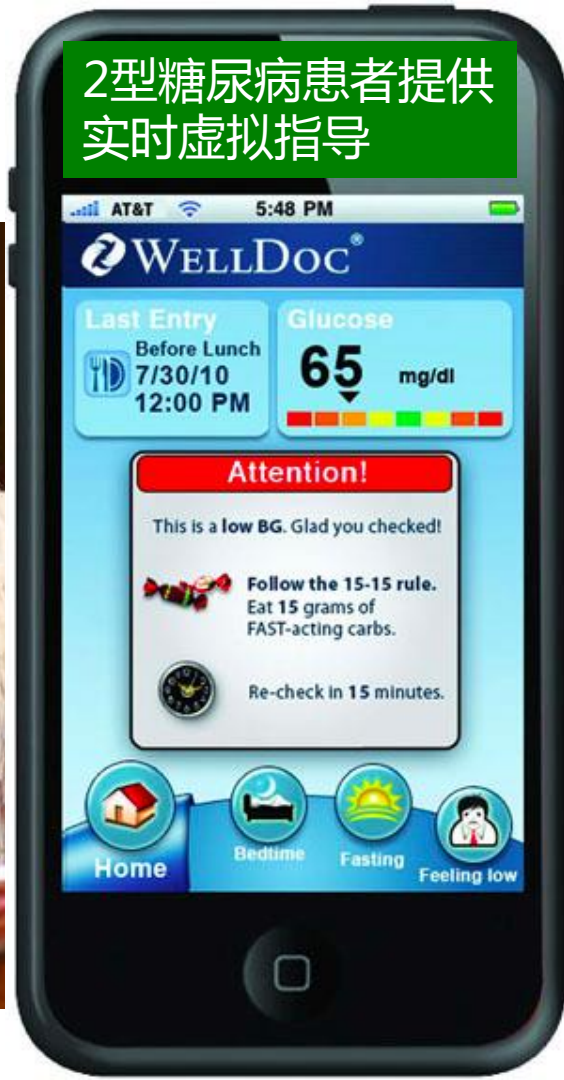 2型糖尿病患者提供
实时虚拟指导
AT&T 5:48 PM
WELLDOC®
Last Entry
Before Lunch
7/30/10
12:00 PM
Glucose
65 mg/dl
Attention!
This is a low BG. Glad you checked!
Follow the 15-15 rule.
Eat 15 grams of
FAST-acting carbs.
Re-check in 15 minutes.
Home
Bedtime
Fasting
Feeling low